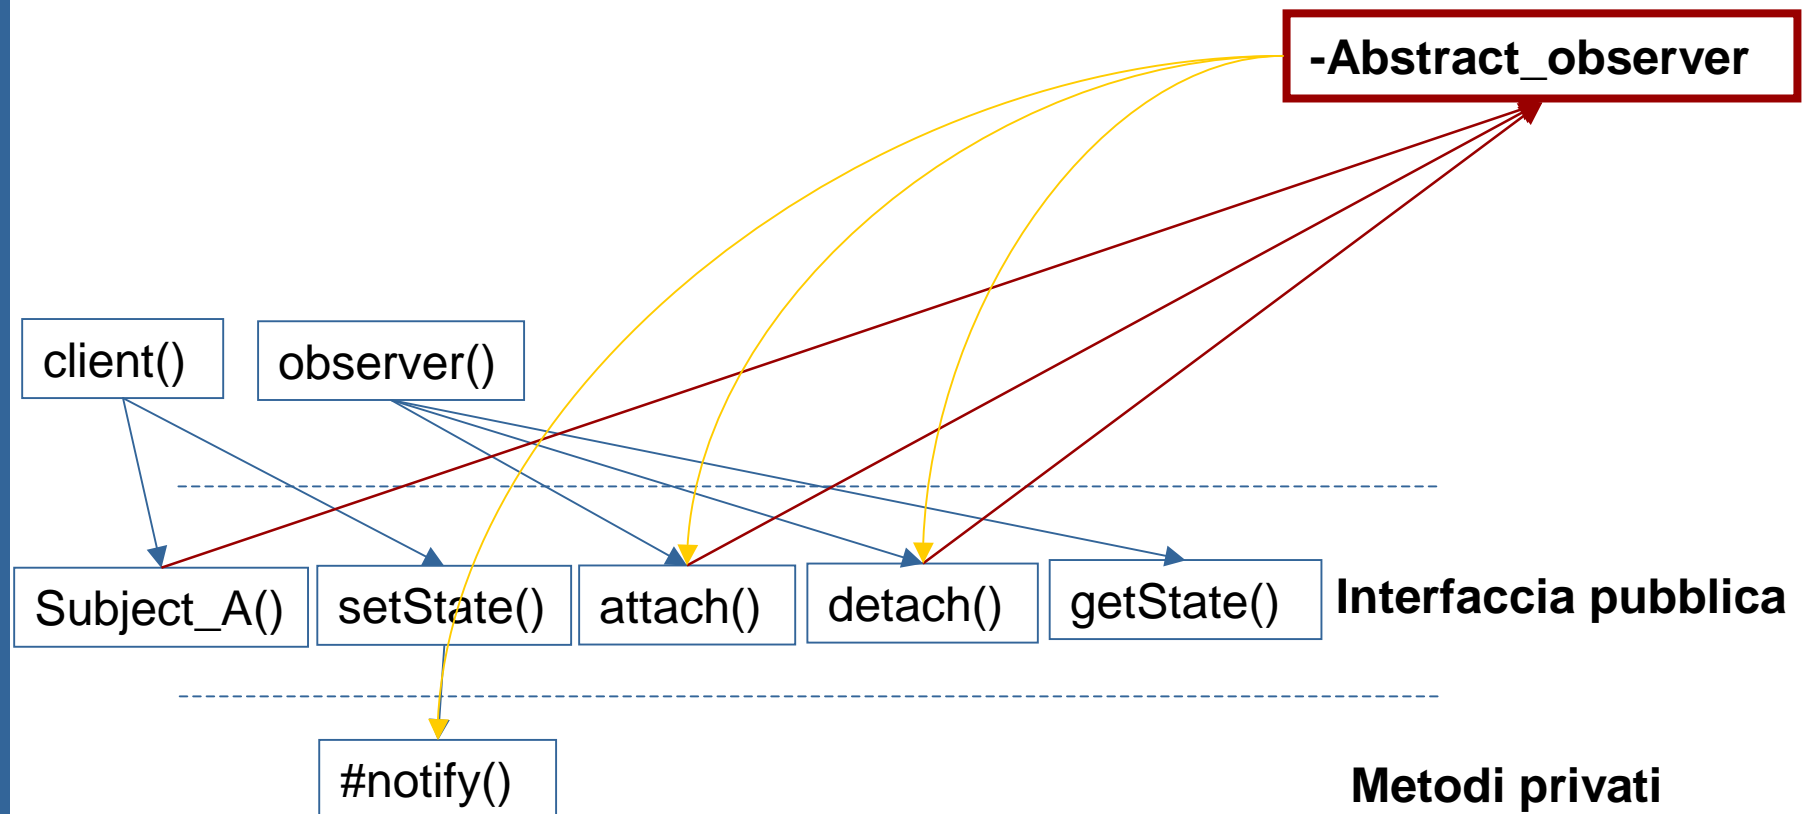 -Abstract_observer
client()
observer()
Subject_A()
setState()
attach()
detach()
getState()
Interfaccia pubblica
#notify()
Metodi privati